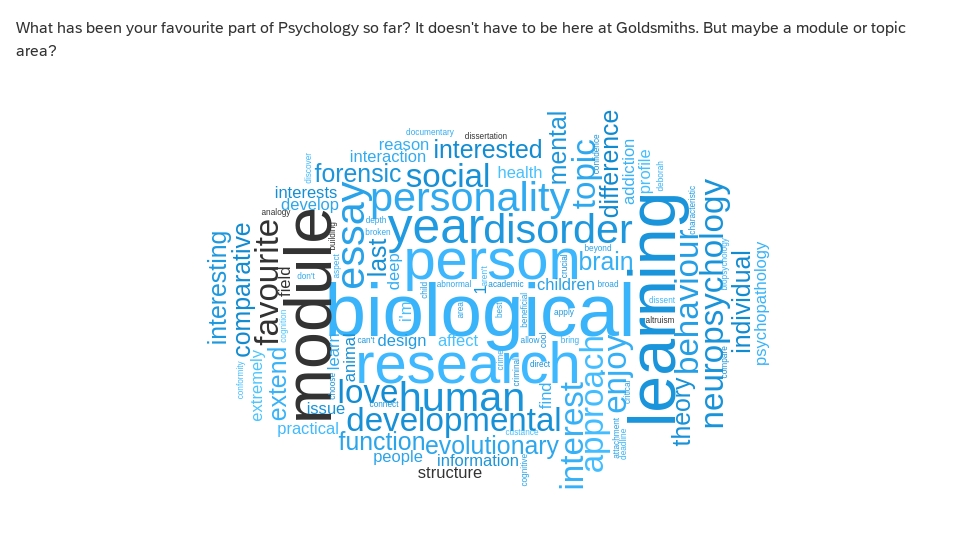 What has been your favourite part of Psychology so far? It doesn't have to be here at Goldsmiths. But maybe a module or topic
area?
documentary
dissertation
reason
interested
interaction
mental
topic
confidence
difference
discover
forensic
social
health
addiction
profile
deborah
interests
develop
personality
characteristic
analogy
essay
depth
year
disorder
broken
building
last
beyond
interesting
comparative
favourite
module
field
don't
aspect
deep
person
crucial
brain
learning
behaviour
neuropsychology
biopsychology
individual
psychopathology
child
abnormal
1
aren't
academic
children
broad
dissent
cognition
i'm
biological
area
best
beneficial
apply
altruism
can't
design
affect
allow
cool
bring
conformity
extremely
extend
learn
animal
choose
research
crime
criminal
direct
approach
enjoy
critical
compare
love
human
connect
find
issue
theory
practical
developmental
interest
attachment
deadline
function
evolutionary
people
information
structure
cognitive